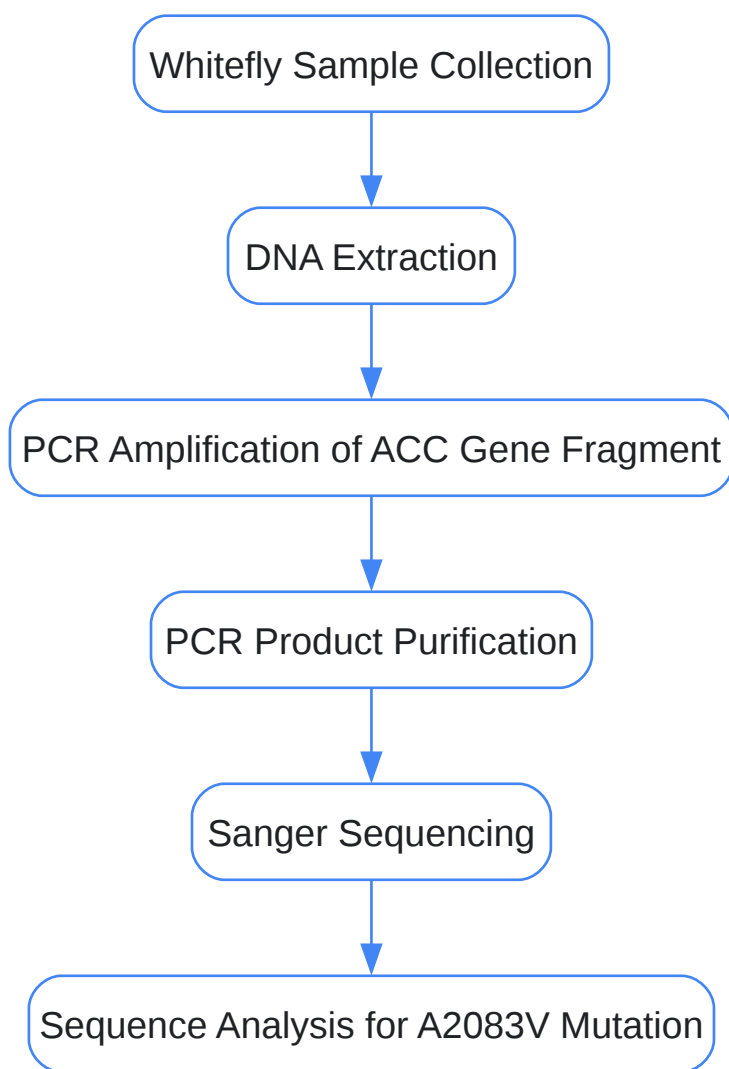 Whitefly Sample Collection
DNA Extraction
PCR Amplification of ACC Gene Fragment
PCR Product Purification
Sanger Sequencing
Sequence Analysis for A2083V Mutation